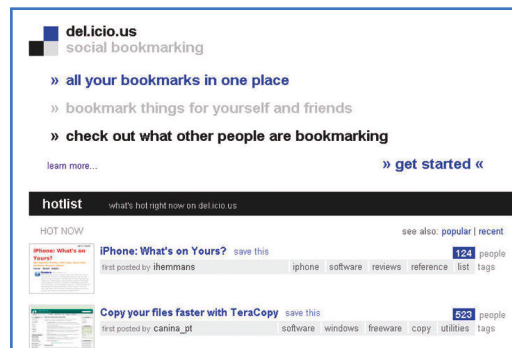 del.icio.us
social bookmarking
» all your bookmarks in one place
» bookmark things for yourself and friends
» check out what other people are bookmarking
learn more...
» get started «
hotlist what's hot right now on del.icio.us
HOT NOW see also: popular | recent
iPhone: What's on Yours?
iPhone: What's on Yours? save this 124 people
first posted by ihemmans iphone software reviews reference list tags
Copy your files faster with TeraCopy save this 523 people
first posted by canina_pt software windows freeware copy utilities tags